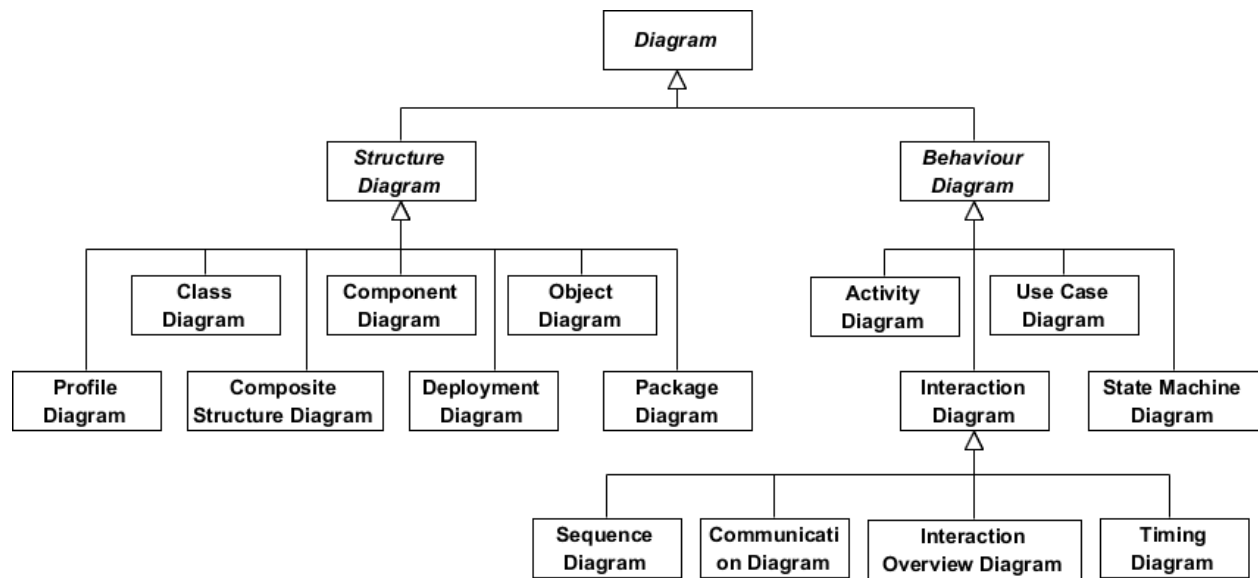 Diagram
Structure
Diagram
Behaviour
Diagram
Class
Diagram
Component
Diagram
Object
Diagram
Activity
Diagram
Use Case
Diagram
Profile
Diagram
Composite
Structure Diagram
Deployment
Diagram
Package
Diagram
Interaction
Diagram
State Machine
Diagram
Sequence
Diagram
Communicati
on Diagram
Interaction
Overview Diagram
Timing
Diagram